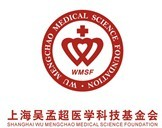 WU MENGCHAO MEDICAL SCIENCE FOUNDATION
WMSF
上海吴孟超医学科技基金会
SHANGHAI WU MENGCHAO MEDICAL SCIENCE FOUNDATION